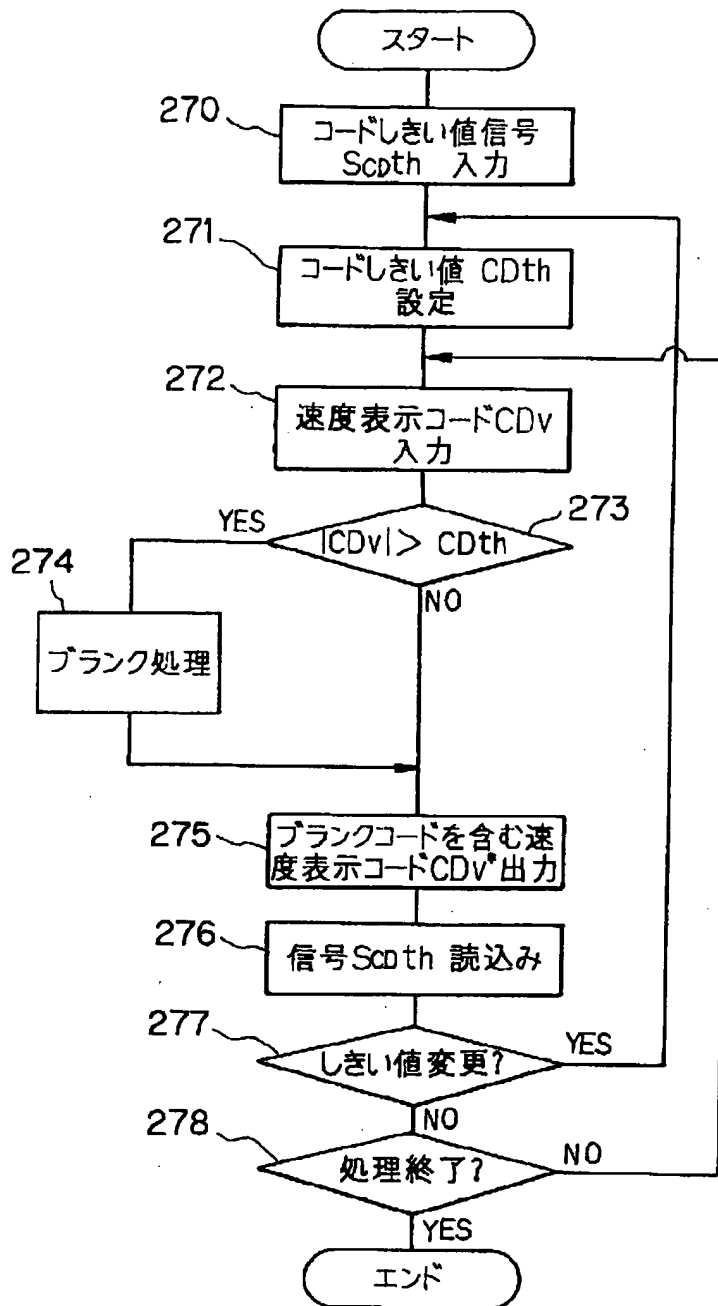 スタート
270
コードしきい値信号
SCDth 入力
271
コードしきい値 CDth
設定
272
速度表示コードCDv
入力
273
YES
|CDv| > CDth
NO
274
ブランク処理
275
ブランクコードを含む速
度表示コードCDv*出力
276
信号SCDth 読込み
277
しきい値変更?
YES
NO
278
処理終了?
NO
YES
エンド